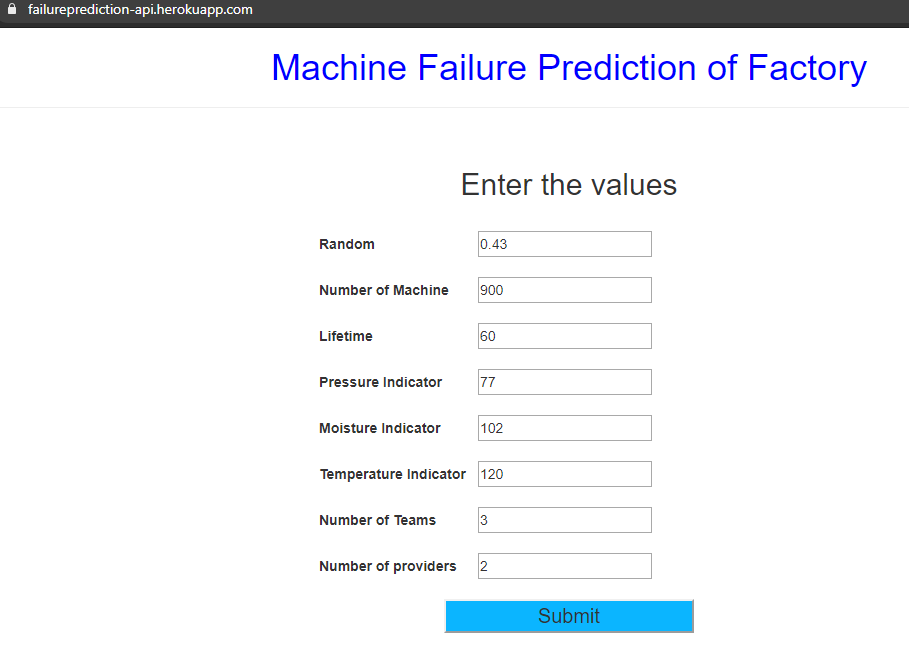 failureprediction-api.herokuapp.com
Machine Failure Prediction of Factory
Enter the values
Random 0.43
Number of Machine 900
Lifetime 60
Pressure Indicator 77
Moisture Indicator 102
Temperature Indicator 120
Number of Teams 3
Number of providers 2
Submit